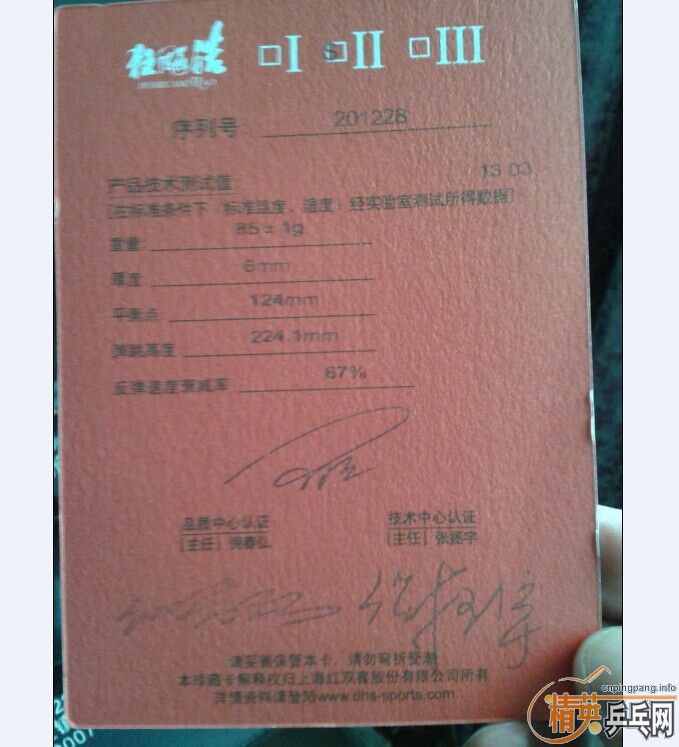 狂飚皓
□I S□II □III
序列号: 201228
产品技术测试值 13 03
[在标准条件下(标准温度、湿度)经实验室测试所得数据]
重量: 85±1g
厚度: 6mm
平衡点 124mm
弹跳高度 224.1mm
反弹速度衰减率 67%
品质中心认证 技术中心认证
[主任] 倪春弘 [主任] 张拯宇
请妥善保管本卡,请勿弯折受潮
本珍藏卡解释权归上海红双喜股份有限公司所有
详情资料请登陆www.dhs-sports.com
cnpingpang.info
精英乒乓网